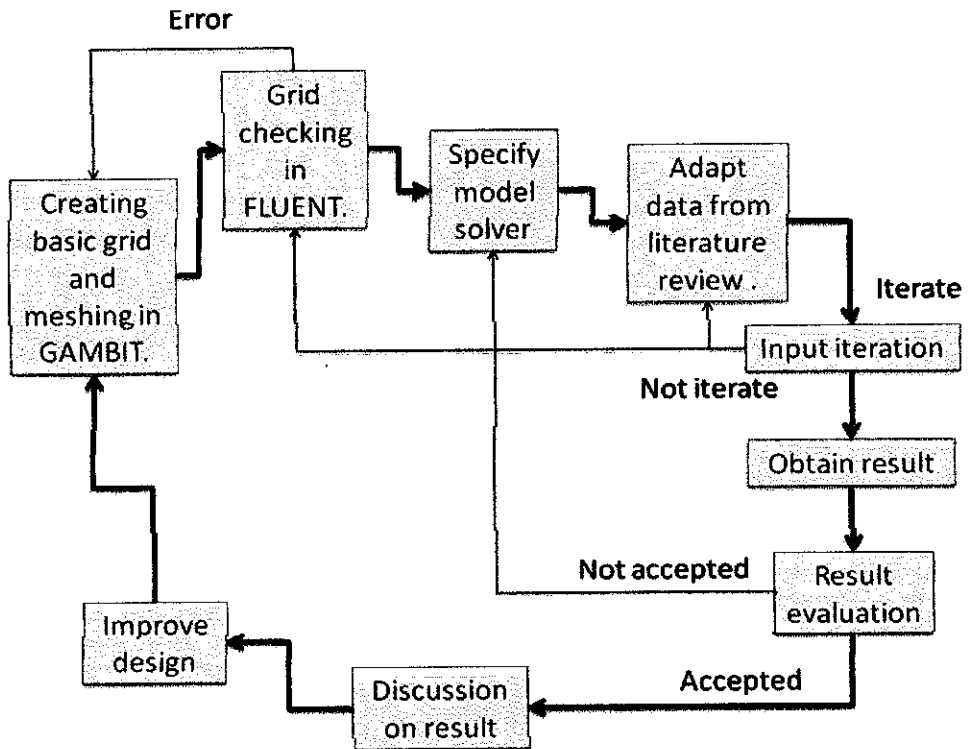 Error
Grid
checking
in
FLUENT.
Creating
basic grid
and
meshing in
GAMBIT.
Specify
model
solver
Adapt
data from
literature
review .
Iterate
Input iteration
Not iterate
Obtain result
Not accepted
Result
evaluation
Improve
design
Accepted
Discussion
on result